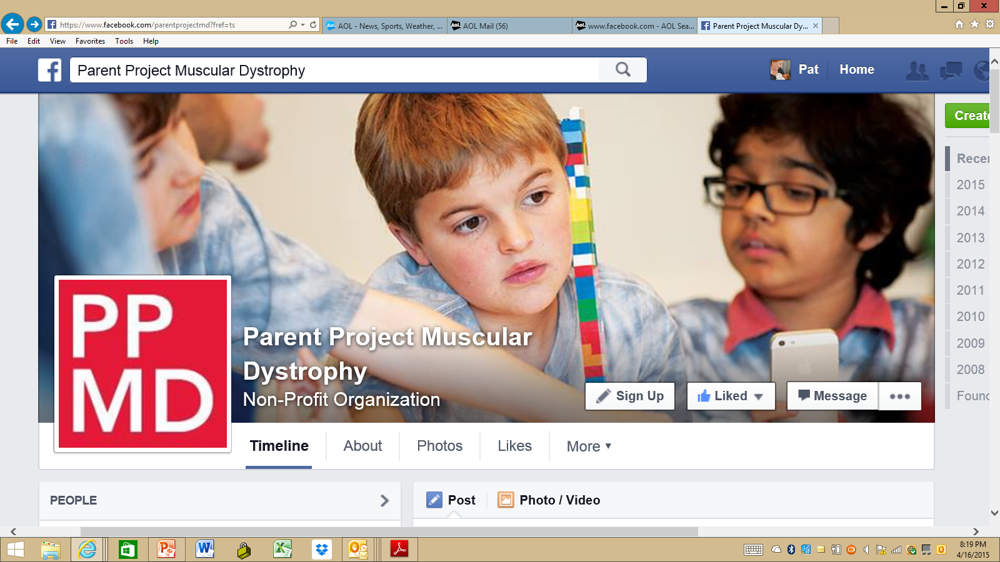 https://www.facebook.com/parentprojectmd?fref=ts
AOL - News, Sports, Weather, ...
AOL Mail (56)
www.facebook.com - AOL Sea...
Parent Project Muscular Dy...
File Edit View Favorites Tools Help
Parent Project Muscular Dystrophy
Pat Home
Create
Recen
2015
2014
2013
2012
2011
2010
2009
2008
Found
PP
MD
Parent Project Muscular
Dystrophy
Non-Profit Organization
Sign Up Liked Message
Timeline About Photos Likes More
PEOPLE
Post Photo / Video
8:19 PM
4/16/2015